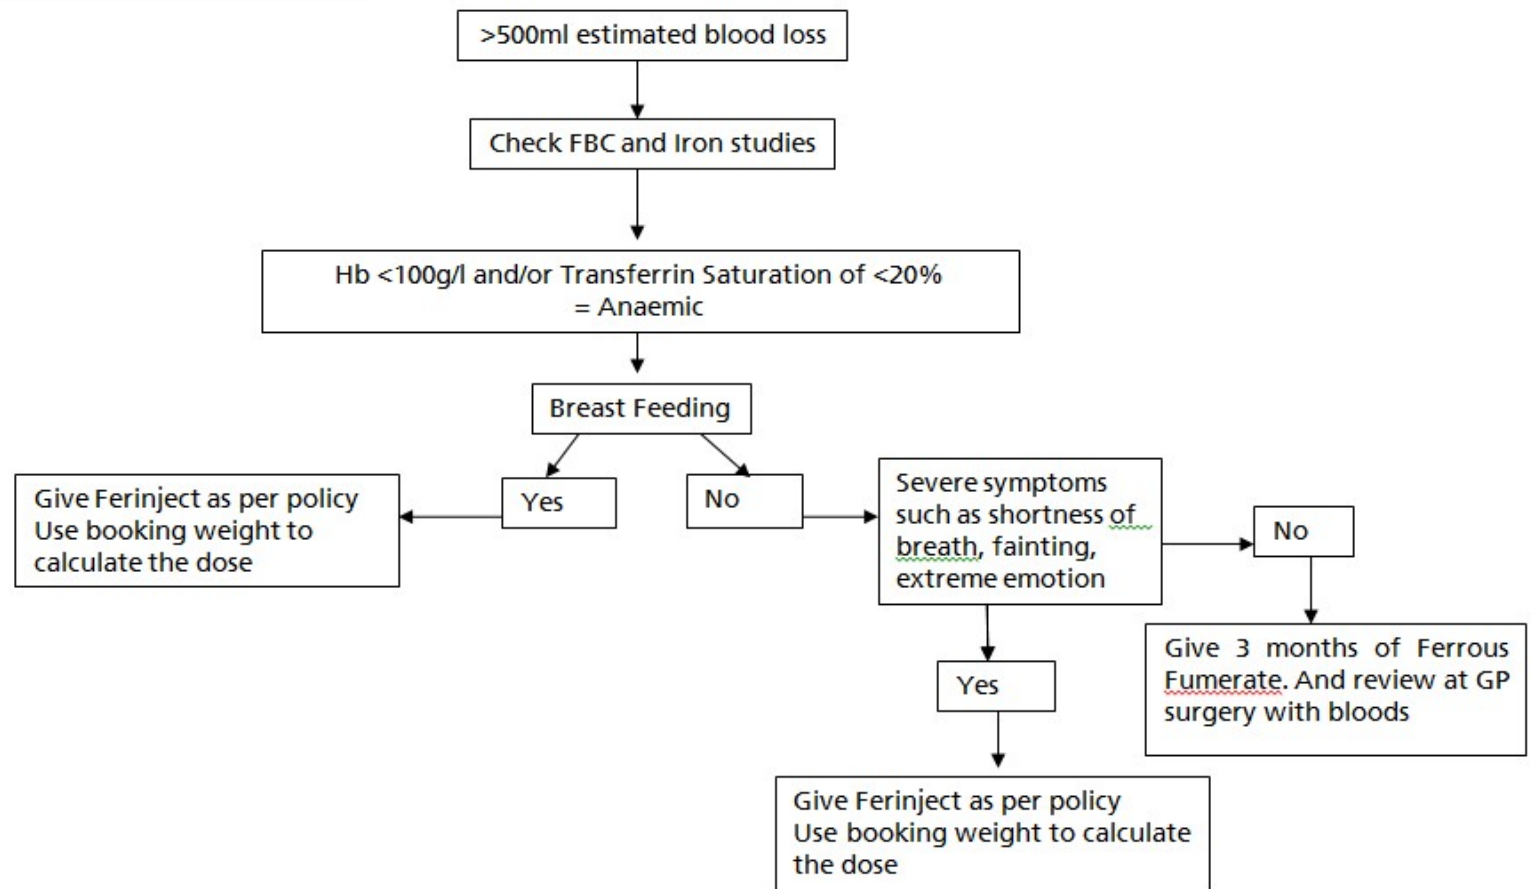 >500ml estimated blood loss
Check FBC and Iron studies
Hb <100g/l and/or Transferrin Saturation of <20%
= Anaemic
Breast Feeding
Give Ferinject as per policy
Use booking weight to
calculate the dose
Yes
No
Severe symptoms
such as shortness of
breath, fainting,
extreme emotion
No
Yes
Give 3 months of Ferrous
Fumerate. And review at GP
surgery with bloods
Give Ferinject as per policy
Use booking weight to calculate
the dose